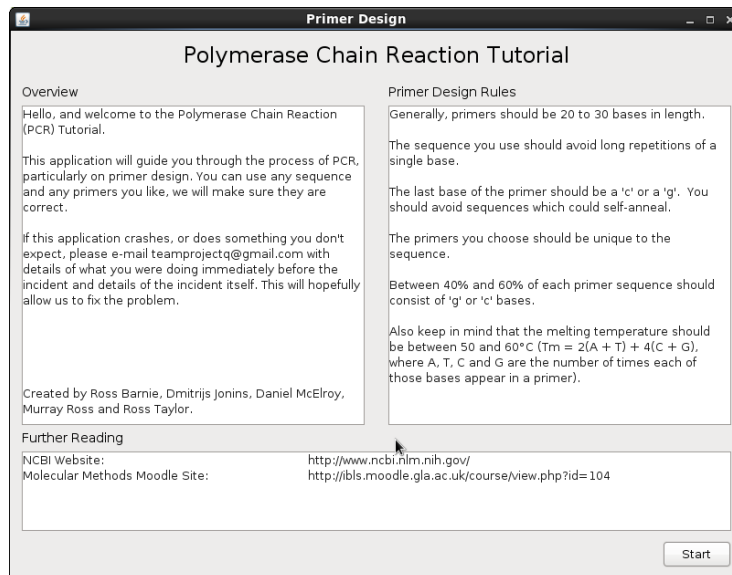 Primer Design
Polymerase Chain Reaction Tutorial
Overview
Hello, and welcome to the Polymerase Chain Reaction
(PCR) Tutorial.
This application will guide you through the process of PCR,
particularly on primer design. You can use any sequence
and any primers you like, we will make sure they are
correct.
If this application crashes, or does something you don't
expect, please e-mail teamprojectq@gmail.com with
details of what you were doing immediately before the
incident and details of the incident itself. This will hopefully
allow us to fix the problem.
Created by Ross Barnie, Dmitrijs Jonins, Daniel McElroy,
Murray Ross and Ross Taylor.
Primer Design Rules
Generally, primers should be 20 to 30 bases in length.
The sequence you use should avoid long repetitions of a
single base.
The last base of the primer should be a 'c' or a 'g'.  You
should avoid sequences which could self-anneal.
The primers you choose should be unique to the
sequence.
Between 40% and 60% of each primer sequence should
consist of 'g' or 'c' bases.
Also keep in mind that the melting temperature should
be between 50 and 60°C (Tm = 2(A + T) + 4(C + G),
where A, T, C and G are the number of times each of
those bases appear in a primer).
Further Reading
NCBI Website: http://www.ncbi.nlm.nih.gov/
Molecular Methods Moodle Site: http://ibls.moodle.gla.ac.uk/course/view.php?id=104
Start